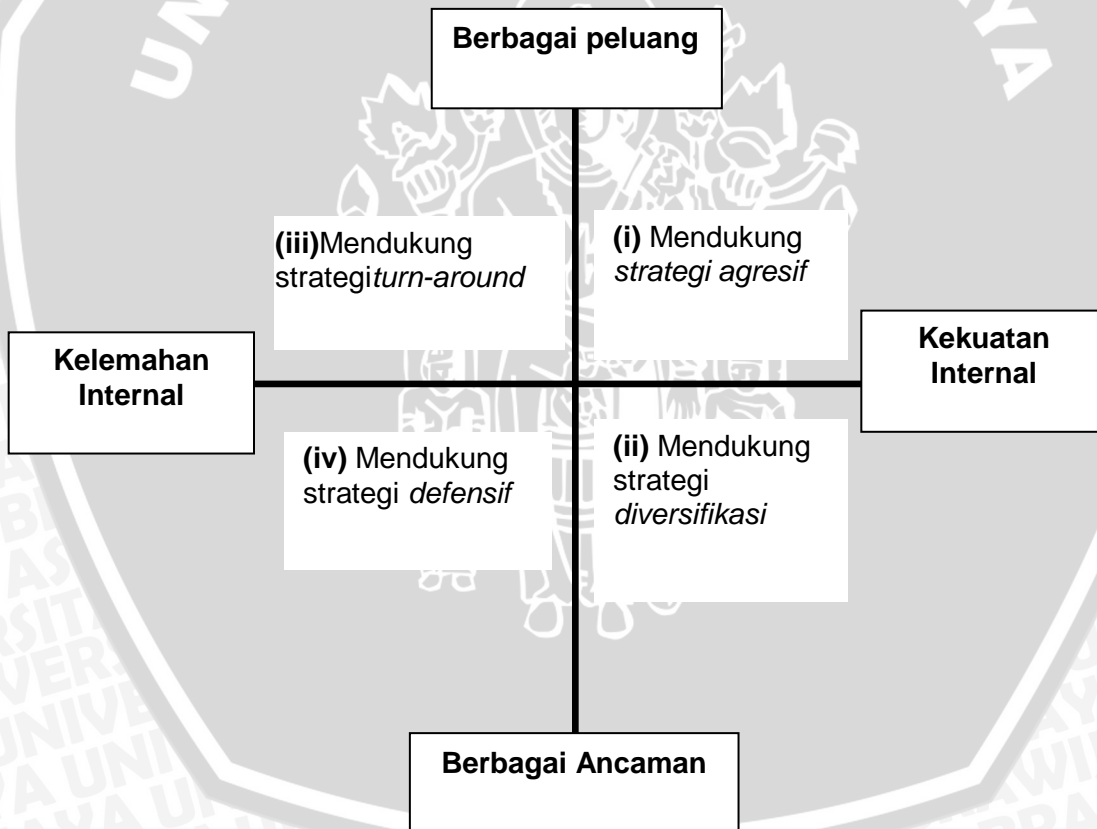 Berbagai peluang
(iii)Mendukung
strategiturn-around
(i) Mendukung
strategi agresif
Kelemahan
Internal
Kekuatan
Internal
(iv) Mendukung
strategi defensif
(ii) Mendukung
strategi
diversifikasi
Berbagai Ancaman